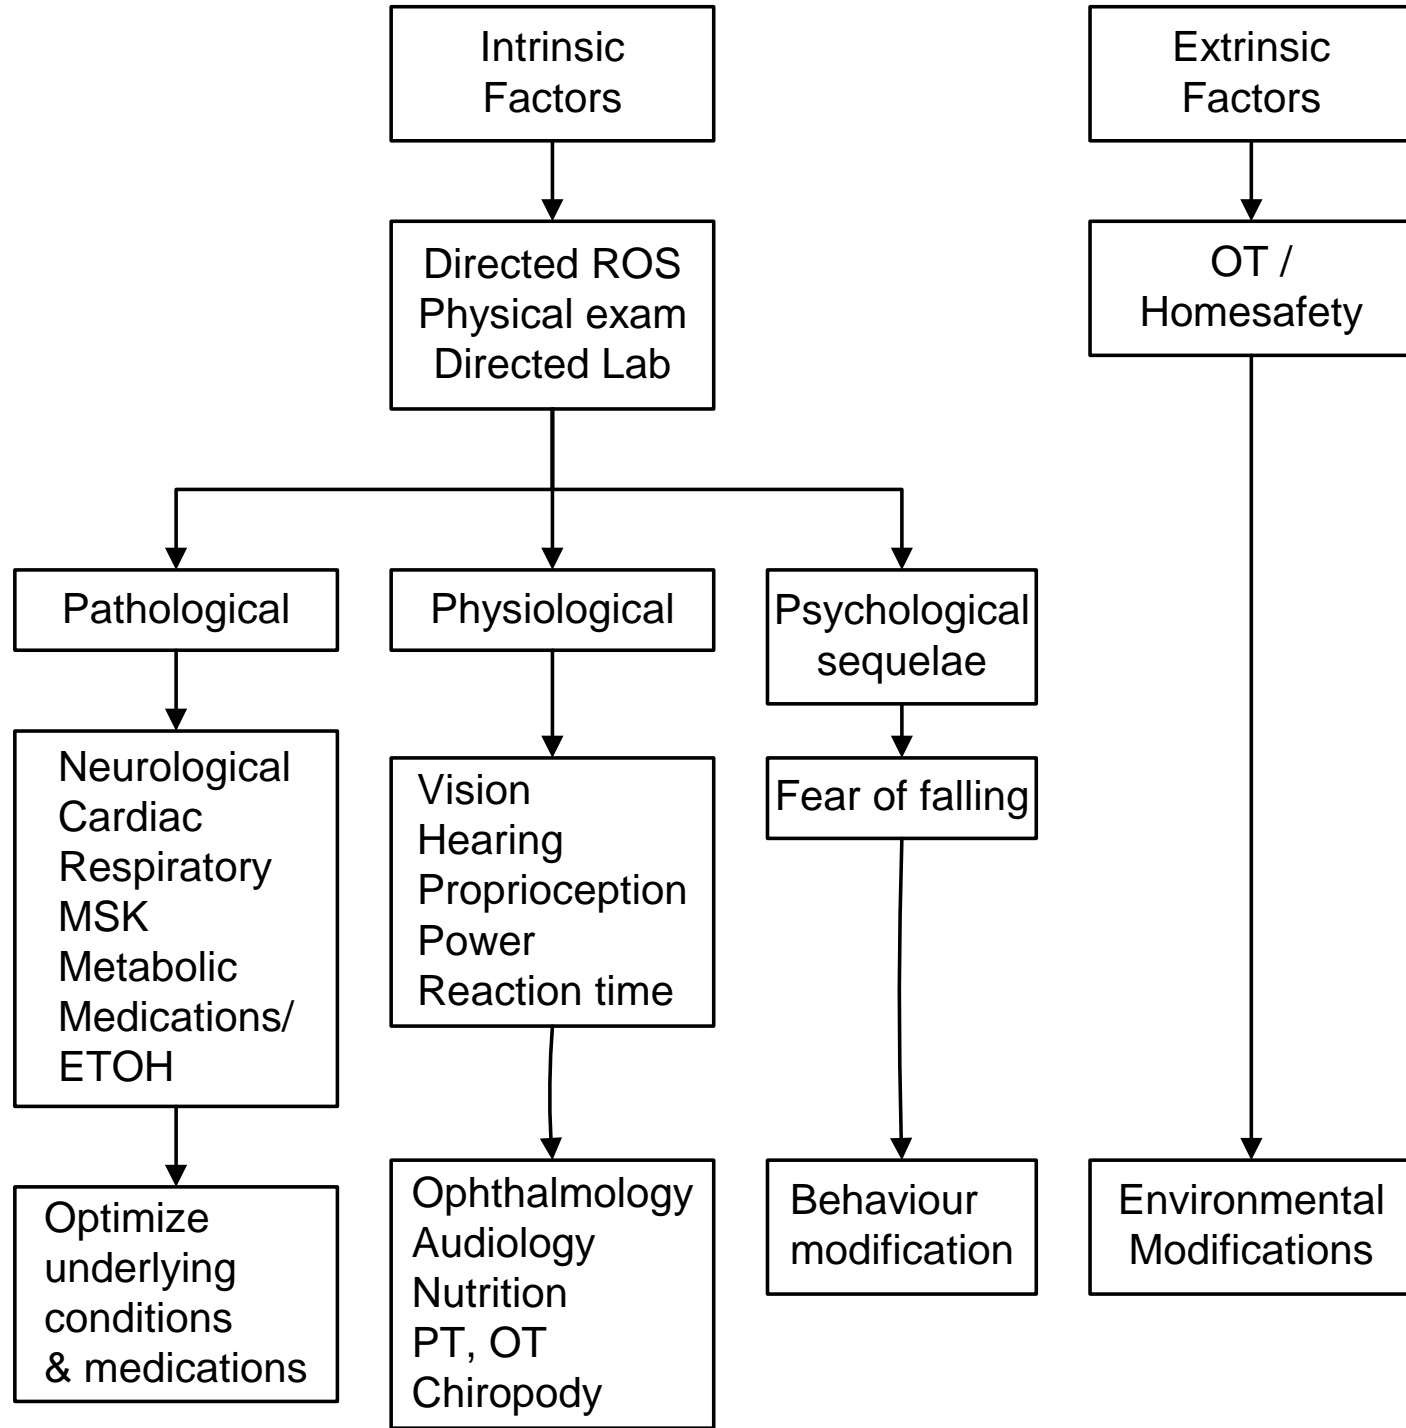 Intrinsic
Factors
Extrinsic
Factors
Directed ROS
Physical exam
Directed Lab
OT /
Homesafety
Pathological
Physiological
Psychological
sequelae
Neurological
Cardiac
Respiratory
MSK
Metabolic
Medications/
ETOH
Vision
Hearing
Proprioception
Power
Reaction time
Fear of falling
Optimize
underlying
conditions
& medications
Ophthalmology
Audiology
Nutrition
PT, OT
Chiropody
Behaviour
modification
Environmental
Modifications